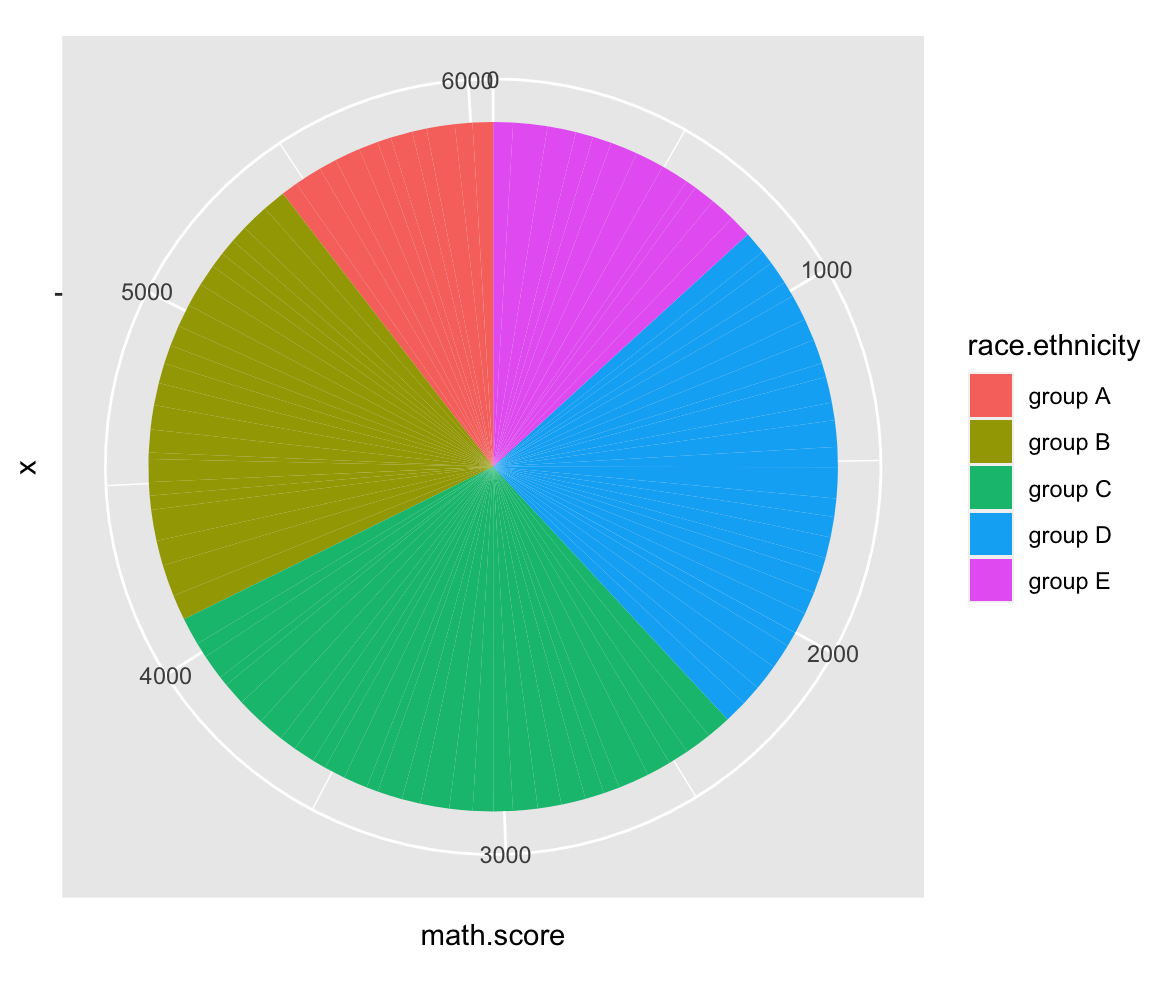 6000
0
1000
5000
2000
4000
3000
x
math.score
race.ethnicity
group A
group B
group C
group D
group E